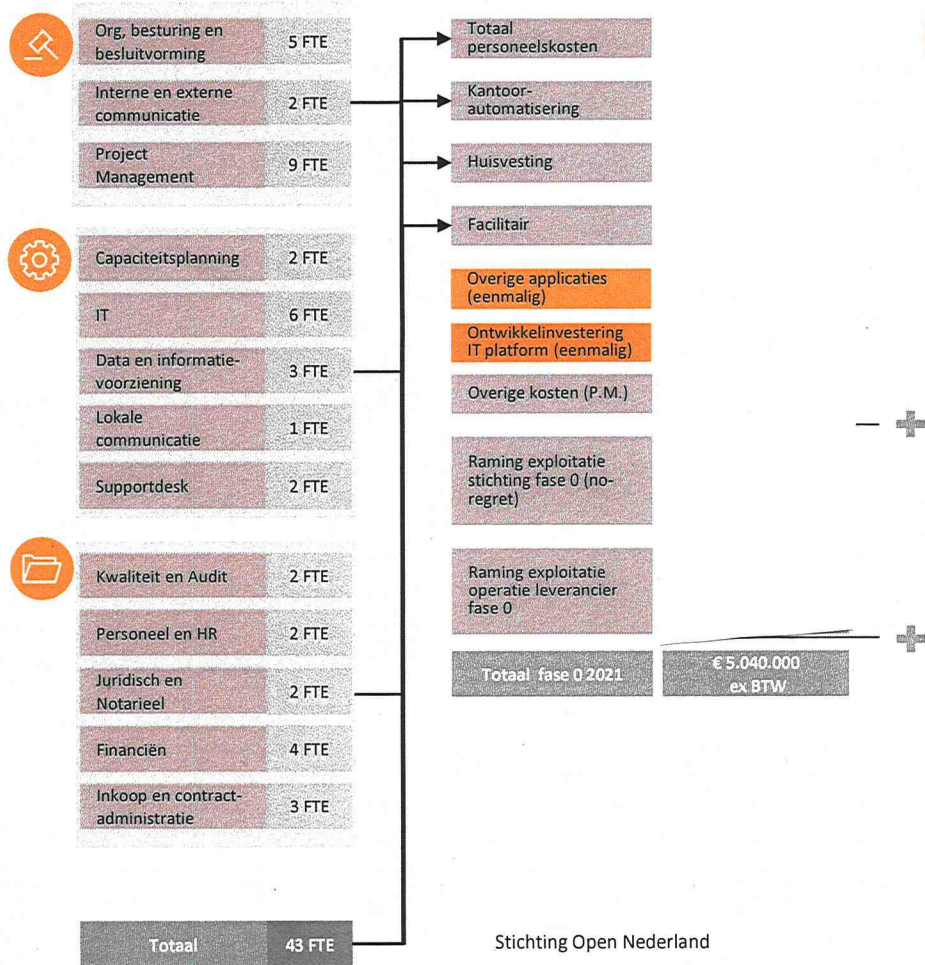 Org, besturing en
besluitvorming
5 FTE
Interne en externe
communicatie
2 FTE
Project
Management
9 FTE
Capaciteitsplanning
2 FTE
IT
6 FTE
Data en informatie-
voorziening
3 FTE
Lokale
communicatie
1 FTE
Supportdesk
2 FTE
Kwaliteit en Audit
2 FTE
Personeel en HR
2 FTE
Juridisch en
Notarieel
2 FTE
Financiën
4 FTE
Inkoop en contract-
administratie
3 FTE
Totaal
43 FTE
Totaal
personeelskosten
Kantoor-
automatisering
Huisvesting
Facilitair
Overige applicaties
(eenmalig)
Ontwikkelinvestering
IT platform (eenmalig)
Overige kosten (P.M.)
Raming exploitatie
stichting fase 0 (no-
regret)
Raming exploitatie
operatie leverancier
fase 0
Totaal fase 0 2021
€ 5.040.000
ex BTW
Stichting Open Nederland